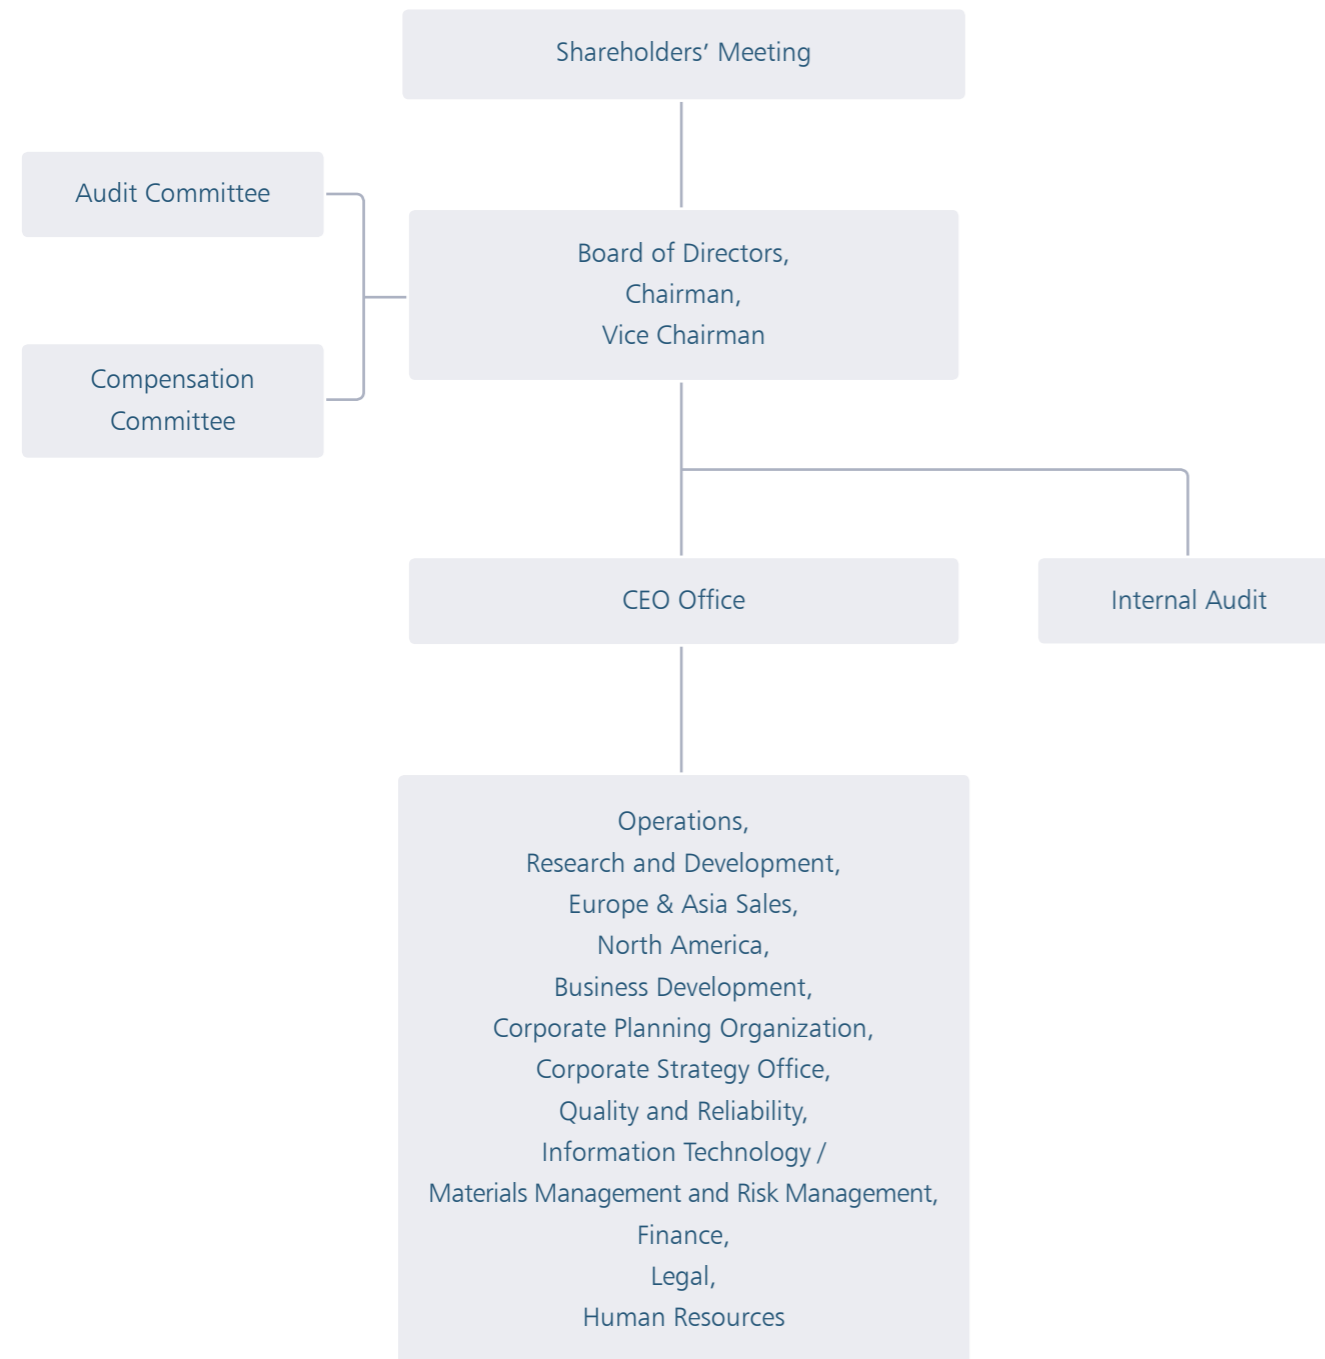 Shareholders’ Meeting
Audit Committee
Board of Directors,
Chairman,
Vice Chairman
Compensation
Committee
CEO Office
Internal Audit
Operations,
Research and Development,
Europe & Asia Sales,
North America,
Business Development,
Corporate Planning Organization,
Corporate Strategy Office,
Quality and Reliability,
Information Technology /
Materials Management and Risk Management,
Finance,
Legal,
Human Resources